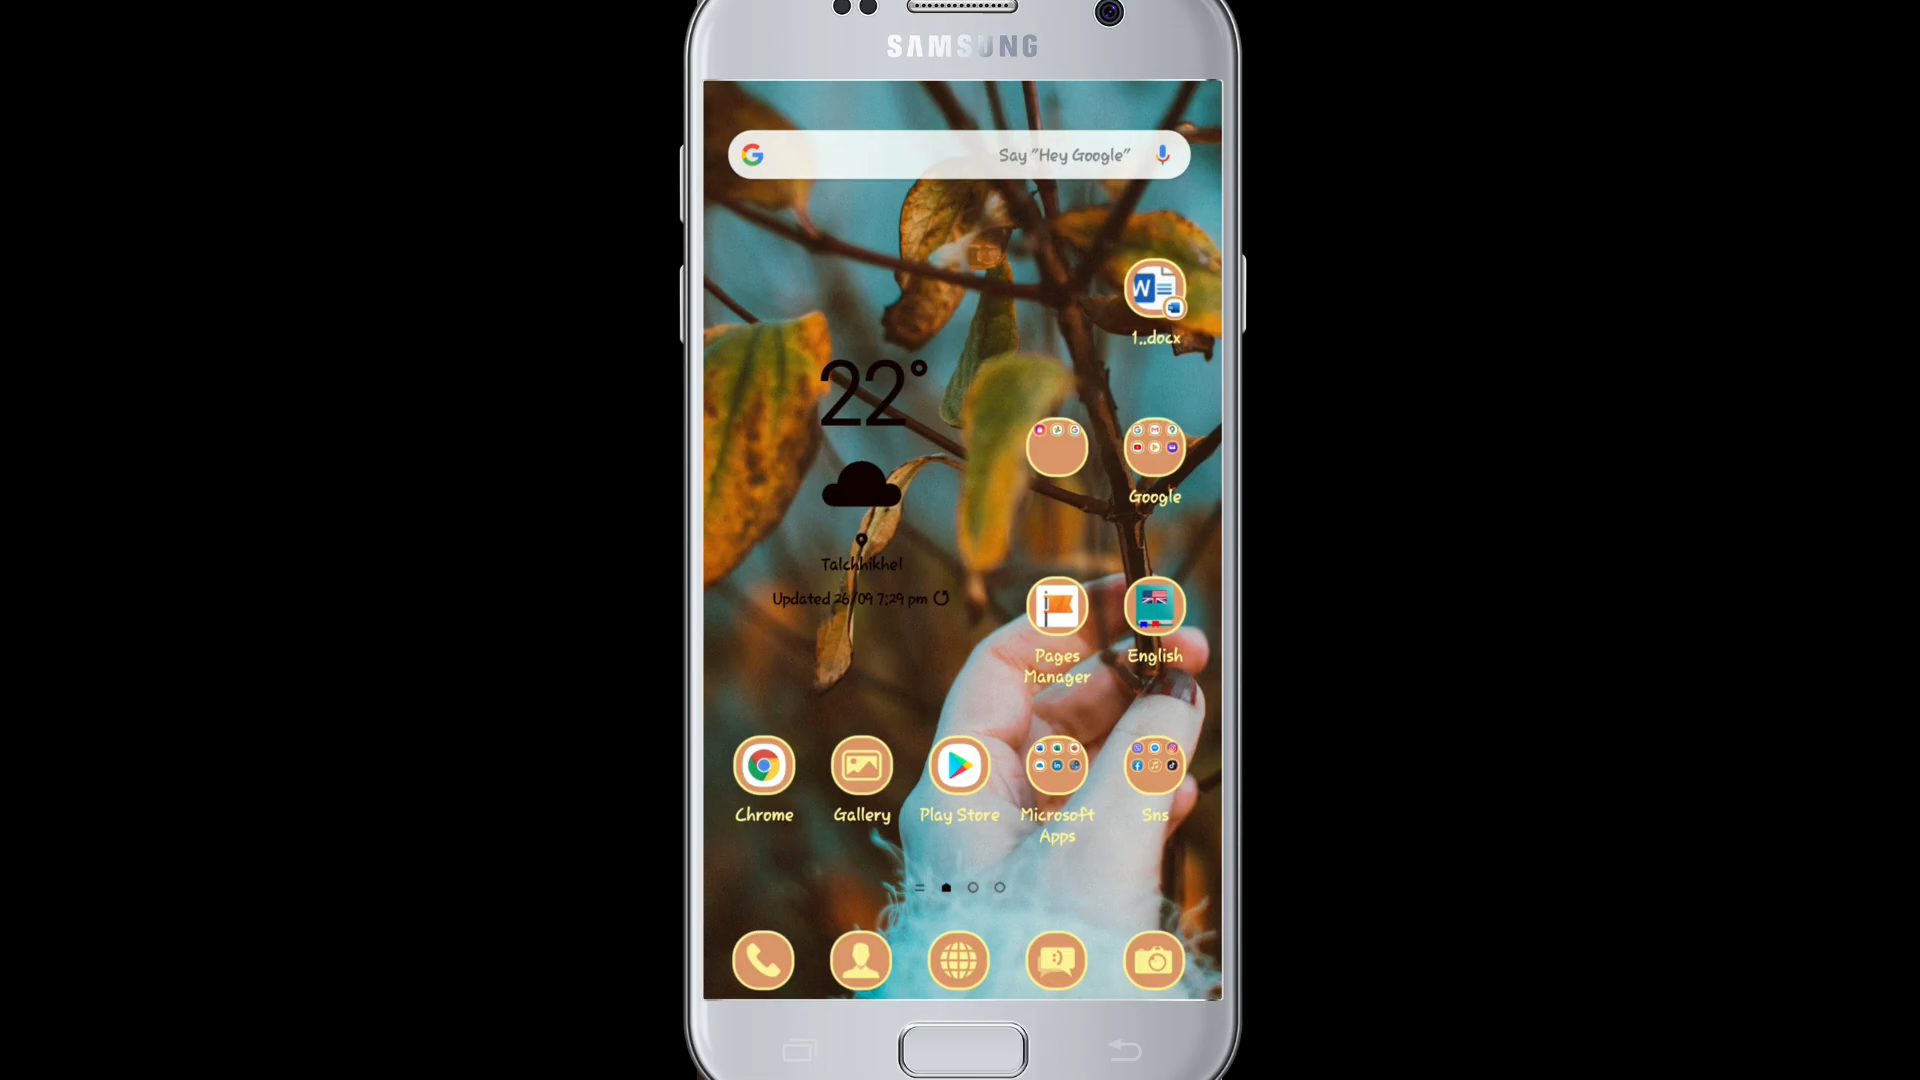 SAMSUNG
Say "Hey Google"
W
1..docx
22°
Google
Talchhikhel
Updated 26/09 7:29 pm
Pages
Manager
English
Chrome
Gallery
Play Store
Microsoft
Apps
Sns